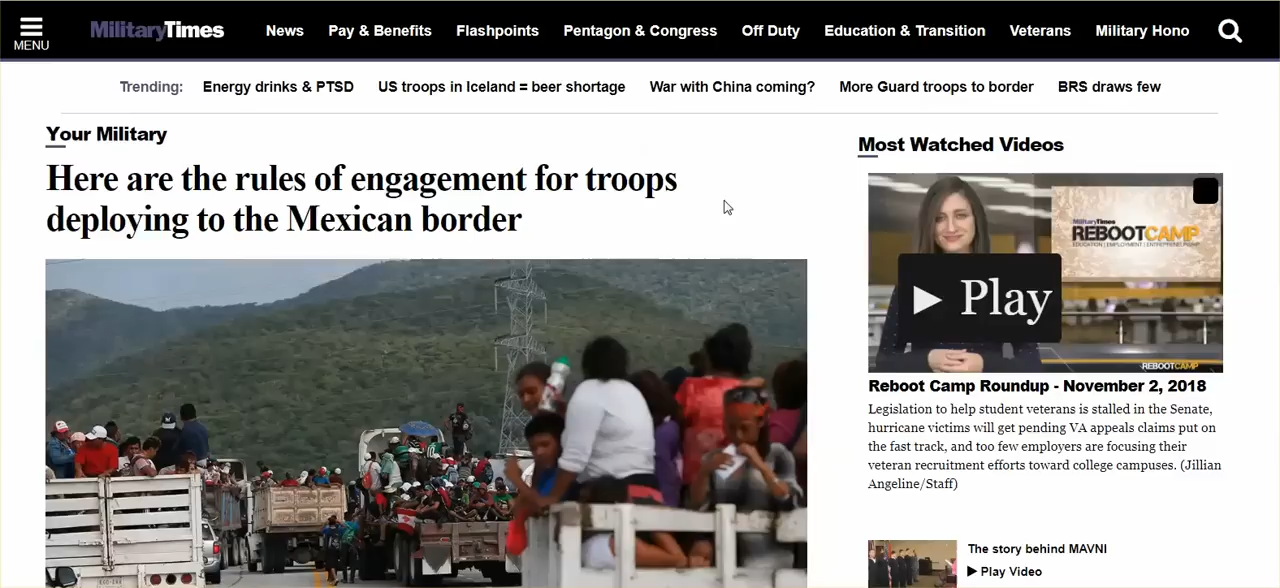 MENU
MilitaryTimes
News
Pay & Benefits
Flashpoints
Pentagon & Congress
Off Duty
Education & Transition
Veterans
Military Hono
Trending:
Energy drinks & PTSD
US troops in Iceland = beer shortage
War with China coming?
More Guard troops to border
BRS draws few
Your Military
Here are the rules of engagement for troops
deploying to the Mexican border
Most Watched Videos
MilitaryTimes
REBOOTCAMP
EDUCATION | EMPLOYMENT | ENTREPRENEURSHIP
Play
REBOOTCAMP
Reboot Camp Roundup - November 2, 2018
Legislation to help student veterans is stalled in the Senate,
hurricane victims will get pending VA appeals claims put on
the fast track, and too few employers are focusing their
veteran recruitment efforts toward college campuses. (Jillian
Angeline/Staff)
The story behind MAVNI
Play Video